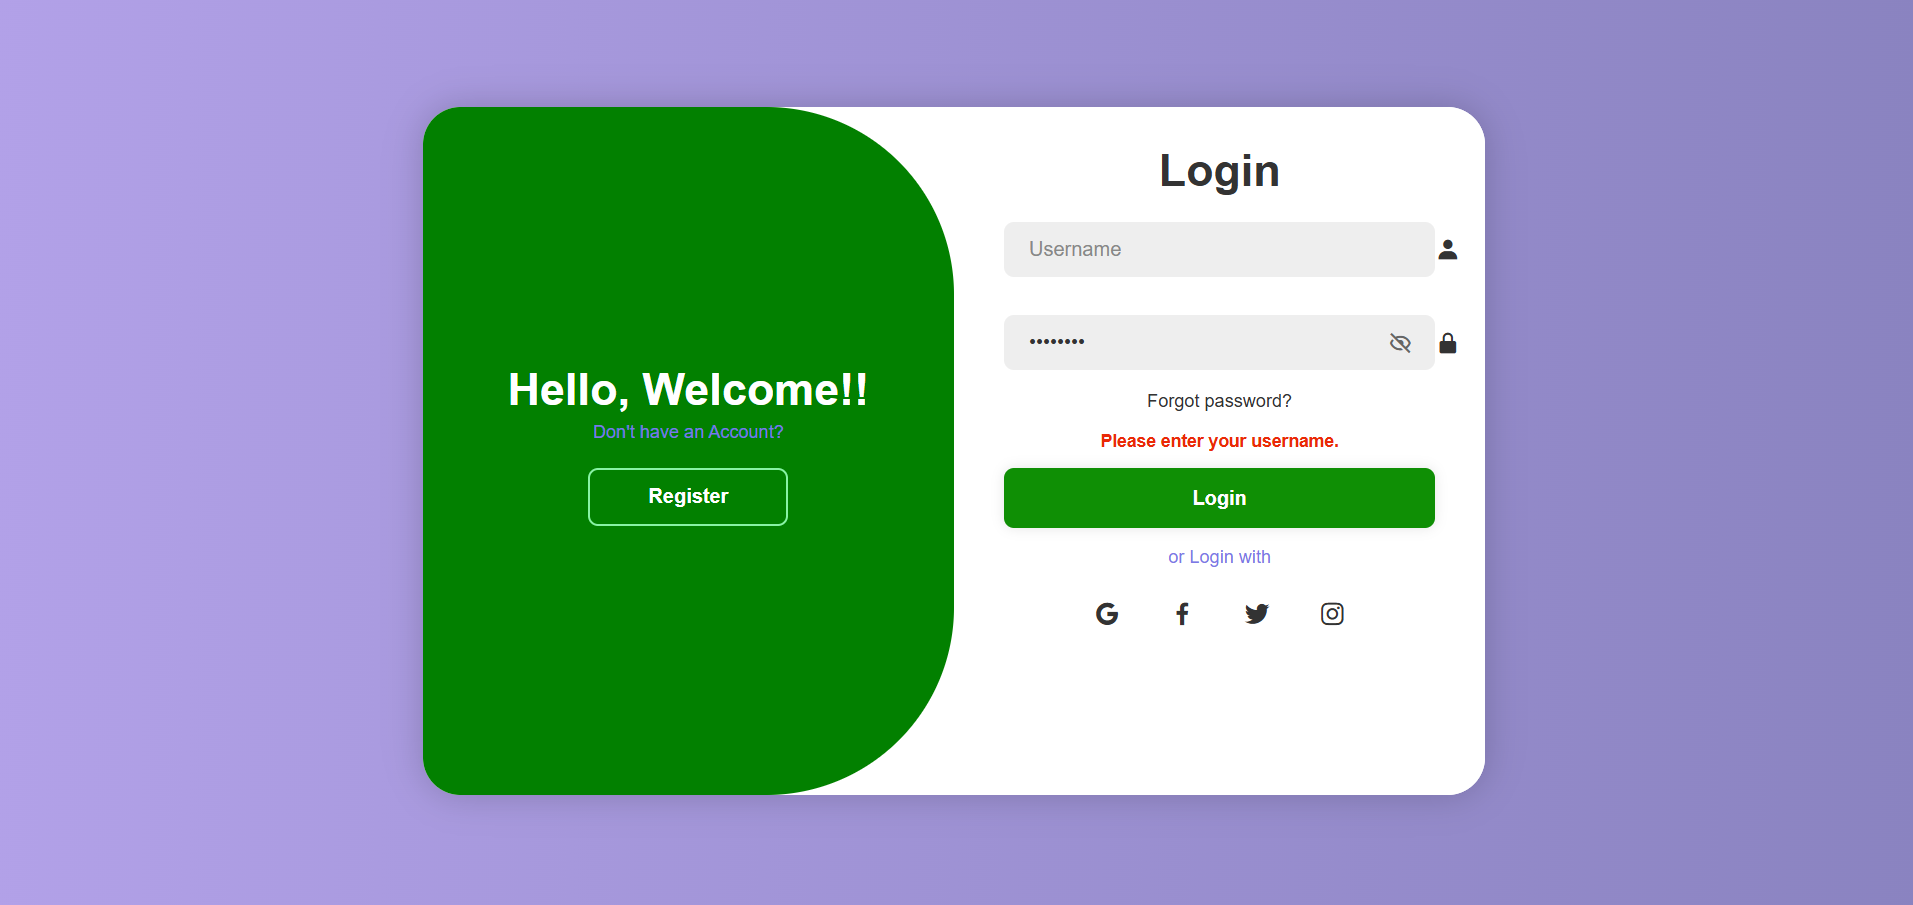 Hello, Welcome!!
Don't have an Account?
Register
Login
Username
••••••••
Forgot password?
Please enter your username.
Login
or Login with